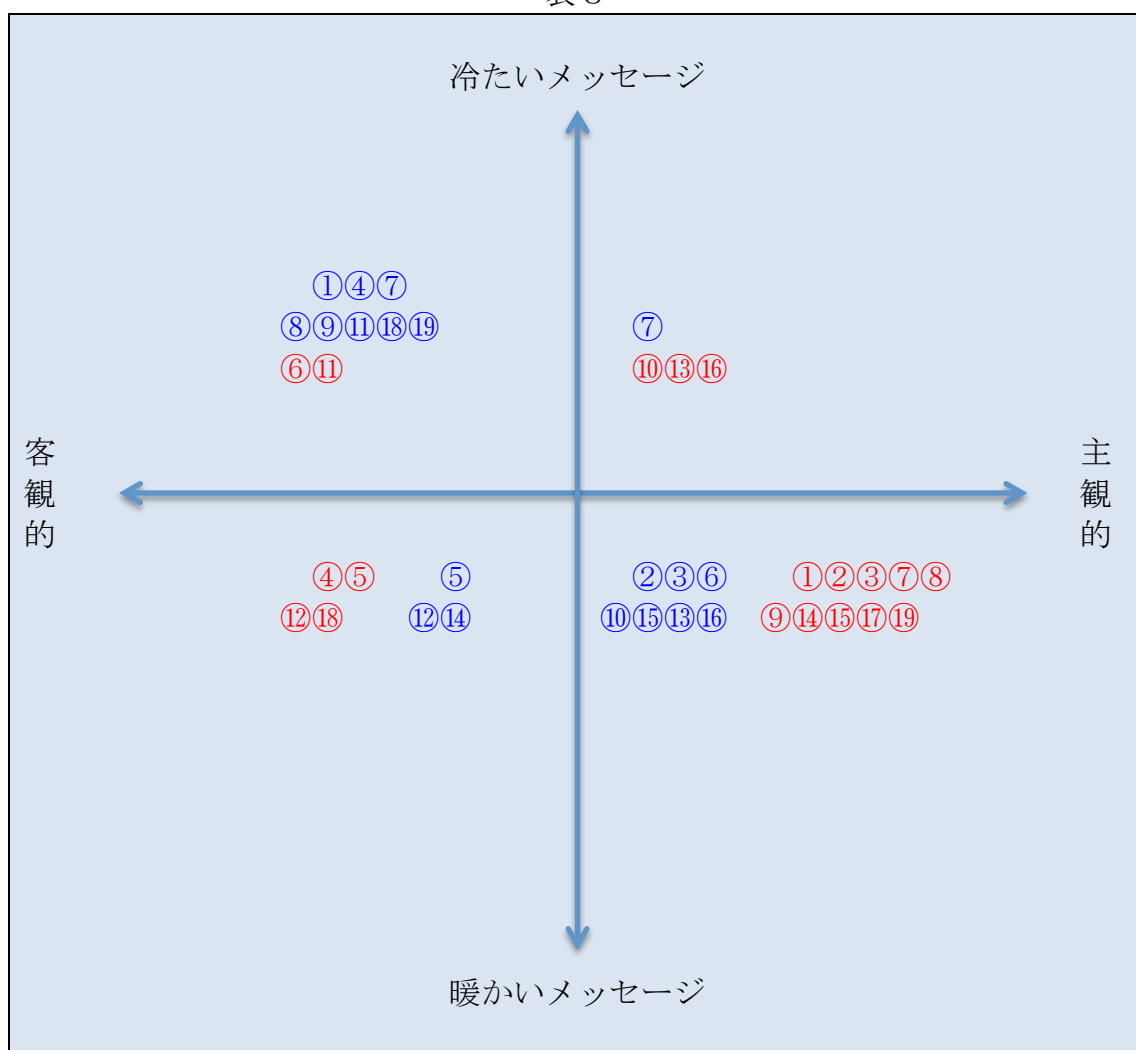 冷たいメッセージ
①④⑦
⑧⑨⑪⑱⑲ ⑦
⑥⑪ ⑩⑬⑯
客観的 主観的
④⑤ ⑤ ②③⑥ ①②③⑦⑧
⑫⑱ ⑫⑭ ⑩⑮⑬⑯ ⑨⑭⑮⑰⑲
暖かいメッセージ